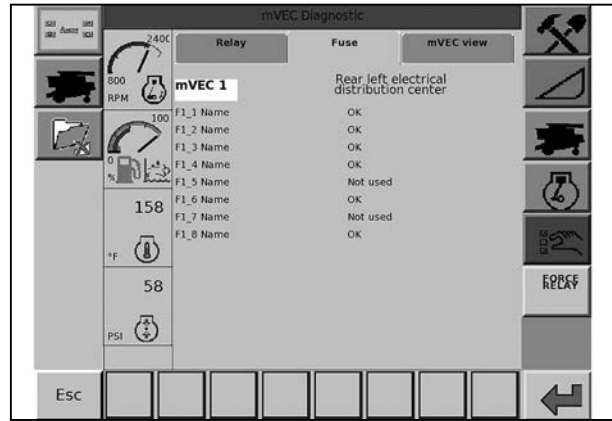 mVEC Diagnostic
fuses
2400
800
RPM
Relay
Fuse
mVEC view
mVEC 1
Rear left electrical
distribution center
100
0
%
F1_1 Name OK
F1_2 Name OK
F1_3 Name OK
F1_4 Name OK
F1_5 Name Not used
F1_6 Name OK
F1_7 Name Not used
F1_8 Name OK
158
°F
58
PSI
FORCE
RELAY
Esc